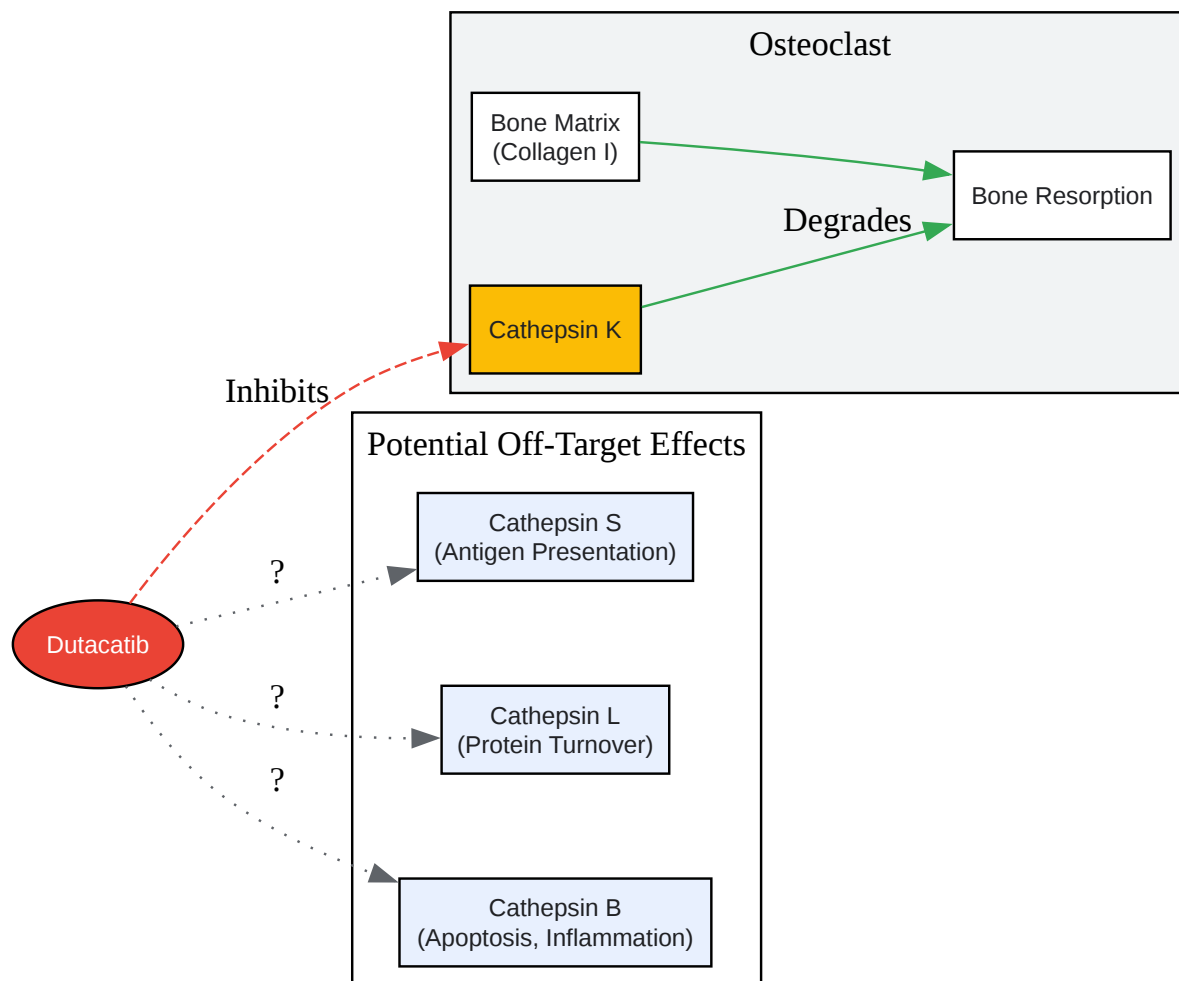 Osteoclast
Bone Matrix
(Collagen I)
Bone Resorption
Degrades
Cathepsin K
Inhibits
Potential Off-Target Effects
Cathepsin S
(Antigen Presentation)
?
Dutacatib
?
Cathepsin L
(Protein Turnover)
?
Cathepsin B
(Apoptosis, Inflammation)